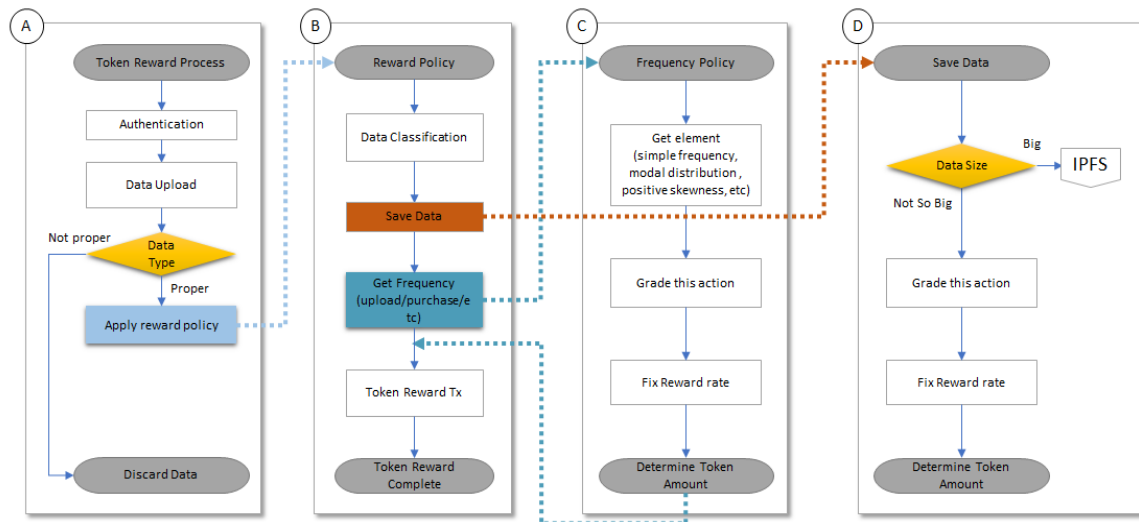 A
Token Reward Process
Authentication
Data Upload
Not proper
Data
Type
Proper
Apply reward policy
Discard Data
B
Reward Policy
Data Classification
Save Data
Get Frequency
(upload/purchase/e
tc)
Token Reward Tx
Token Reward
Complete
C
Frequency Policy
Get element
(simple frequency,
modal distribution ,
positive skewness, etc)
Grade this action
Fix Reward rate
Determine Token
Amount
D
Save Data
Big
Data Size
IPFS
Not So Big
Grade this action
Fix Reward rate
Determine Token
Amount